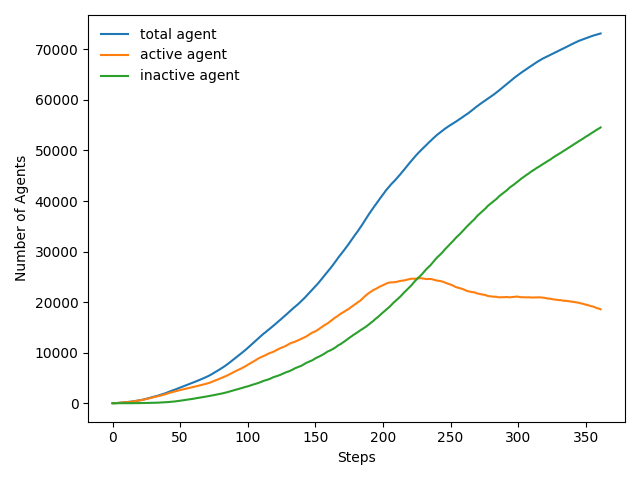 total agent
active agent
inactive agent
Number of Agents
70000
60000
50000
40000
30000
20000
10000
0
0 50 100 150 200 250 300 350
Steps